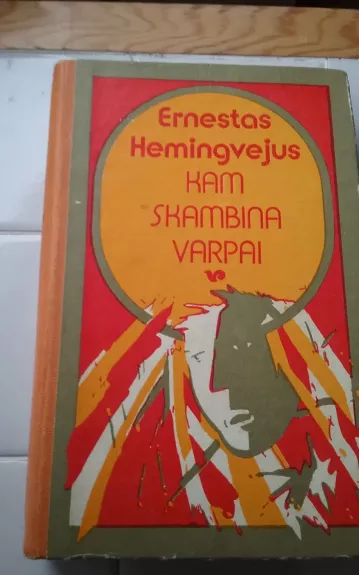 Ernestas
Hemingvejus
KAM
SKAMBINA
VARPAI